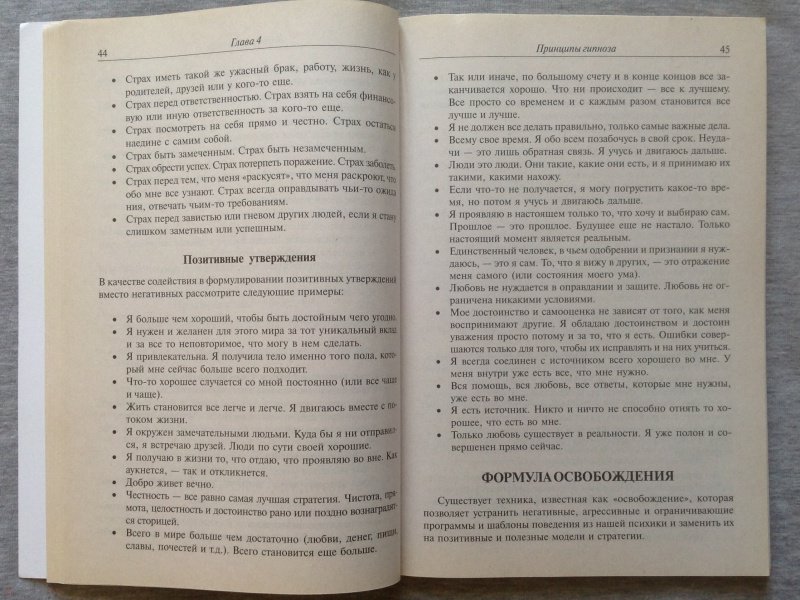 44
Глава 4
• Страх иметь такой же ужасный брак, работу, жизнь, как у
родителей, друзей или у кого-то еще.
• Страх перед ответственностью. Страх взять на себя финансо-
вую или иную ответственность за кого-то еще.
• Страх посмотреть на себя прямо и честно. Страх остаться
наедине с самим собой.
• Страх быть замеченным. Страх быть незамеченным.
• Страх обрести успех. Страх потерпеть поражение. Страх заболеть.
• Страх перед тем, что меня «раскусят», что меня раскроют, что
обо мне все узнают. Страх всегда оправдывать чьи-то ожида
ния, отвечать чьим-то требованиям.
• Страх перед завистью или гневом других людей, если я стану
слишком заметным или успешным.
Позитивные утверждения
В качестве содействия в формулировании позитивных утверждений
вместо негативных рассмотрите следующие примеры:
• Я больше чем хороший, чтобы быть достойным чего угодно.
• Я нужен и желанен для этого мира за тот уникальный вклад
и за все то неповторимое, что могу в нем сделать.
• Я привлекательна. Я получила тело именно того пола, кото-
рый мне сейчас больше всего подходит.
• Что-то хорошее случается со мной постоянно (или все чаще
и чаще).
• Жить становится все легче и легче. Я двигаюсь вместе с по-
током жизни.
• Я окружен замечательными людьми. Куда бы я ни отправил-
ся, я встречаю друзей. Люди по сути своей хорошие.
• Я получаю в жизни то, что отдаю, что проявляю во вне. Как
аукнется, — так и откликнется.
• Добро живет вечно.
• Честность — все равно самая лучшая стратегия. Чистота, пря-
мота, целостность и достоинство рано или поздно вознаградят-
ся сторицей.
• Всего в мире больше чем достаточно (любви, денег, пищи,
славы, почестей и т.д.). Всего становится еще больше.
Принципы гипноза
45
• Так или иначе, по большому счету и в конце концов все за-
канчивается хорошо. Что ни происходит — все к лучшему.
Все просто со временем и с каждым разом становится все
лучше и лучше.
• Я не должен все делать правильно, только самые важные дела.
• Всему свое время. Я обо всем позабочусь в свой срок. Неуда-
чи — это лишь обратная связь. Я учусь и двигаюсь дальше.
• Люди это люди. Они такие, какие они есть, и я принимаю их
такими, какими нахожу.
• Если что-то не получается, я могу погрустить какое-то вре-
мя, но потом я учусь и двигаюсь дальше.
• Я проявляю в настоящем только то, что хочу и выбираю сам.
Прошлое — это прошлое. Будущее еще не настало. Только
настоящий момент является реальным.
• Единственный человек, в чьем одобрении и признании я нуж-
даюсь, — это я сам. То, что я вижу в других, — это отражение
меня самого (или состояния моего ума).
• Любовь не нуждается в оправдании и защите. Любовь не ог-
раничена никакими условиями.
• Мое достоинство и самооценка не зависят от того, как меня
воспринимают другие. Я обладаю достоинством и достоин
уважения просто потому и за то, что я есть. Ошибки совер-
шаются только для того, чтобы их исправлять и на них учиться.
• Я всегда соединен с источником всего хорошего во мне. У
меня внутри уже есть все, что мне нужно.
• Вся помощь, вся любовь, все ответы, которые мне нужны,
уже есть во мне.
• Я есть источник. Никто и ничто не способно отнять то хо-
рошее, что есть во мне.
• Только любовь существует в реальности. Я уже полон и со-
вершенен прямо сейчас.
ФОРМУЛА ОСВОБОЖДЕНИЯ
Существует техника, известная как «освобождение», которая
позволяет устранить негативные, агрессивные и ограничивающие
программы и шаблоны поведения из нашей психики и заменить их
на позитивные и полезные модели и стратегии.